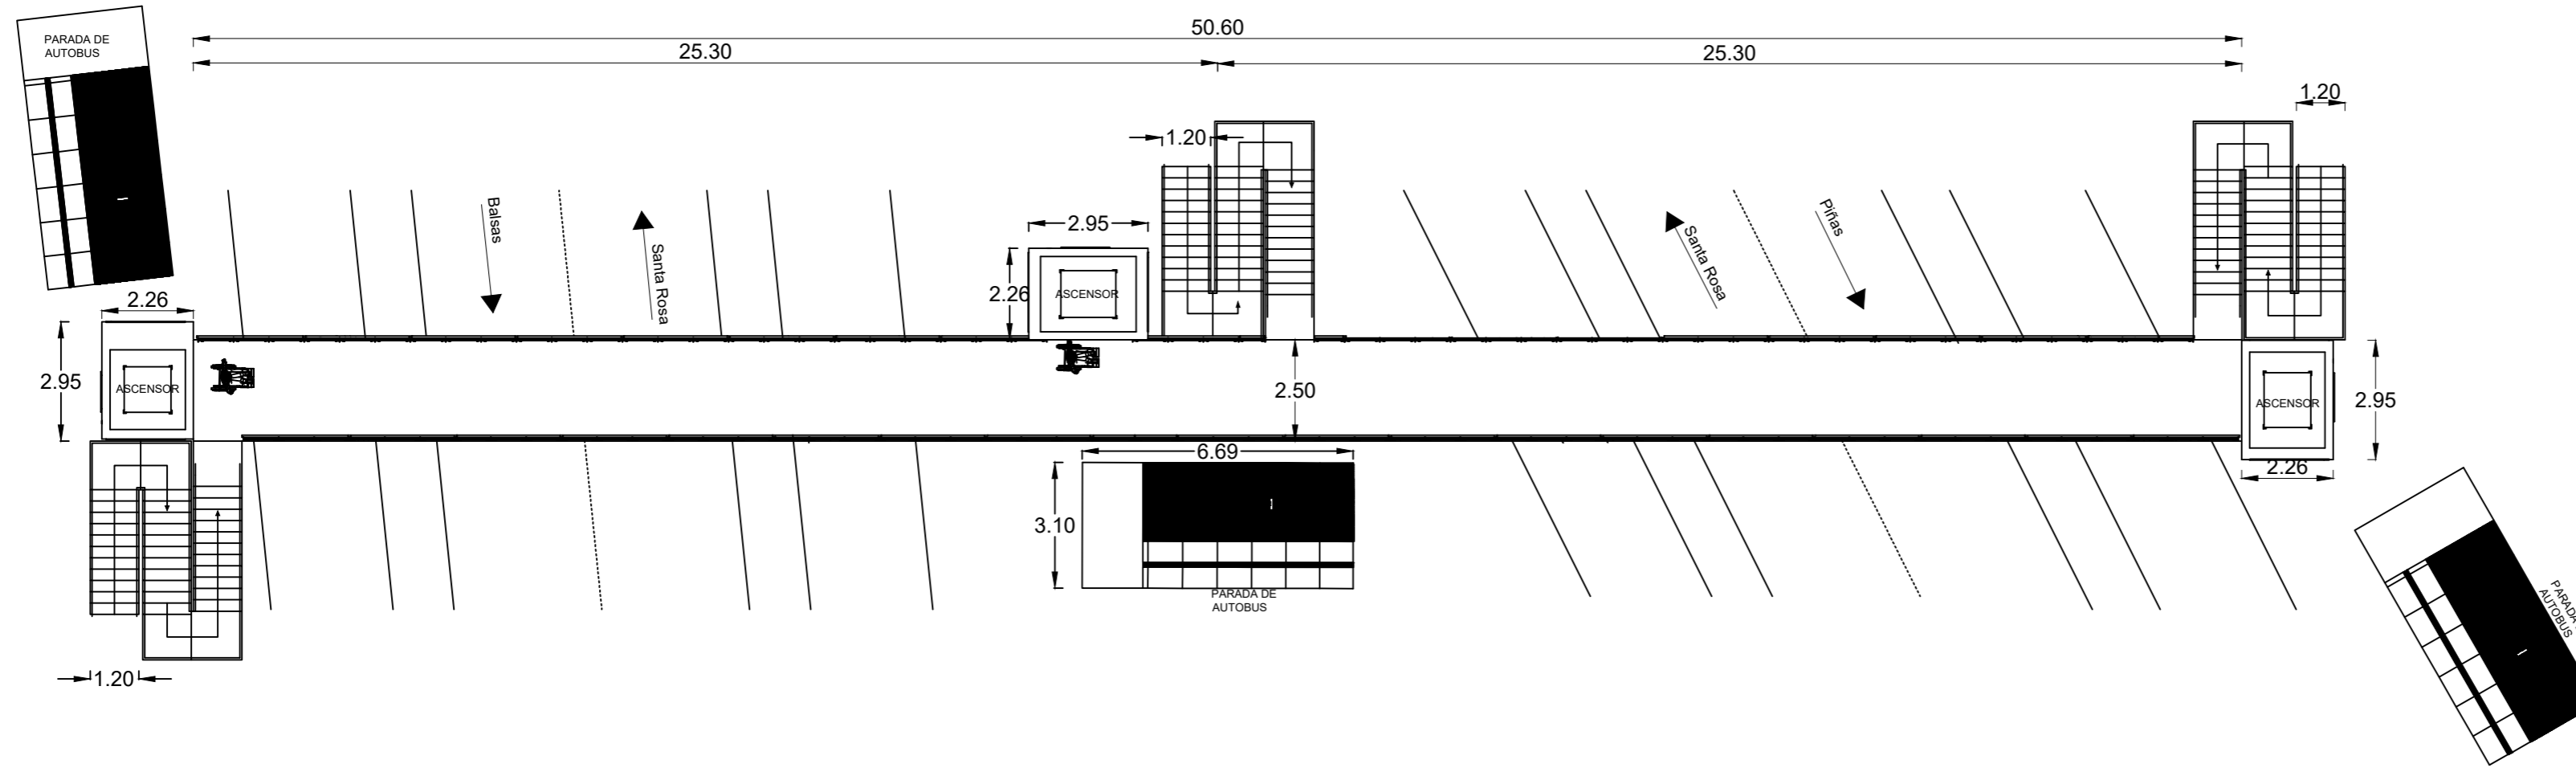 PARADA DE
AUTOBUS
50.60
25.30
25.30
1.20
1.20
Balsas
Santa Rosa
2.95
2.26
ASCENSOR
Santa Rosa
Piñas
2.26
2.95
ASCENSOR
2.50
ASCENSOR
2.95
2.26
6.69
3.10
PARADA DE
AUTOBUS
PARADA
AUTOBUS
1.20